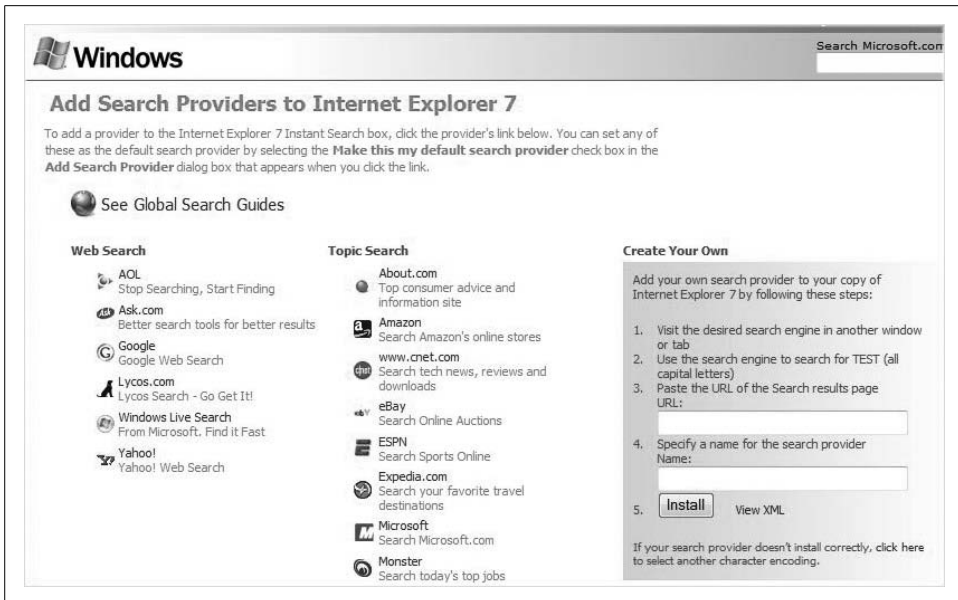 Windows
Search Microsoft.com
Add Search Providers to Internet Explorer 7
To add a provider to the Internet Explorer 7 Instant Search box, click the provider's link below. You can set any of
these as the default search provider by selecting the Make this my default search provider check box in the
Add Search Provider dialog box that appears when you click the link.
See Global Search Guides
Web Search
AOL
Stop Searching, Start Finding
Ask.com
Better search tools for better results
Google
Google Web Search
Lycos.com
Lycos Search - Go Get It!
Windows Live Search
From Microsoft. Find it Fast
Yahoo!
Yahoo! Web Search
Topic Search
About.com
Top consumer advice and
information site
Amazon
Search Amazon's online stores
www.cnet.com
Search tech news, reviews and
downloads
eBay
Search Online Auctions
ESPN
Search Sports Online
Expedia.com
Search your favorite travel
destinations
Microsoft
Search Microsoft.com
Monster
Search today's top jobs
Create Your Own
Add your own search provider to your copy of
Internet Explorer 7 by following these steps:
1. Visit the desired search engine in another window
or tab
2. Use the search engine to search for TEST (all
capital letters)
3. Paste the URL of the Search results page
URL:
4. Specify a name for the search provider
Name:
5. Install View XML
If your search provider doesn't install correctly, click here
to select another character encoding.